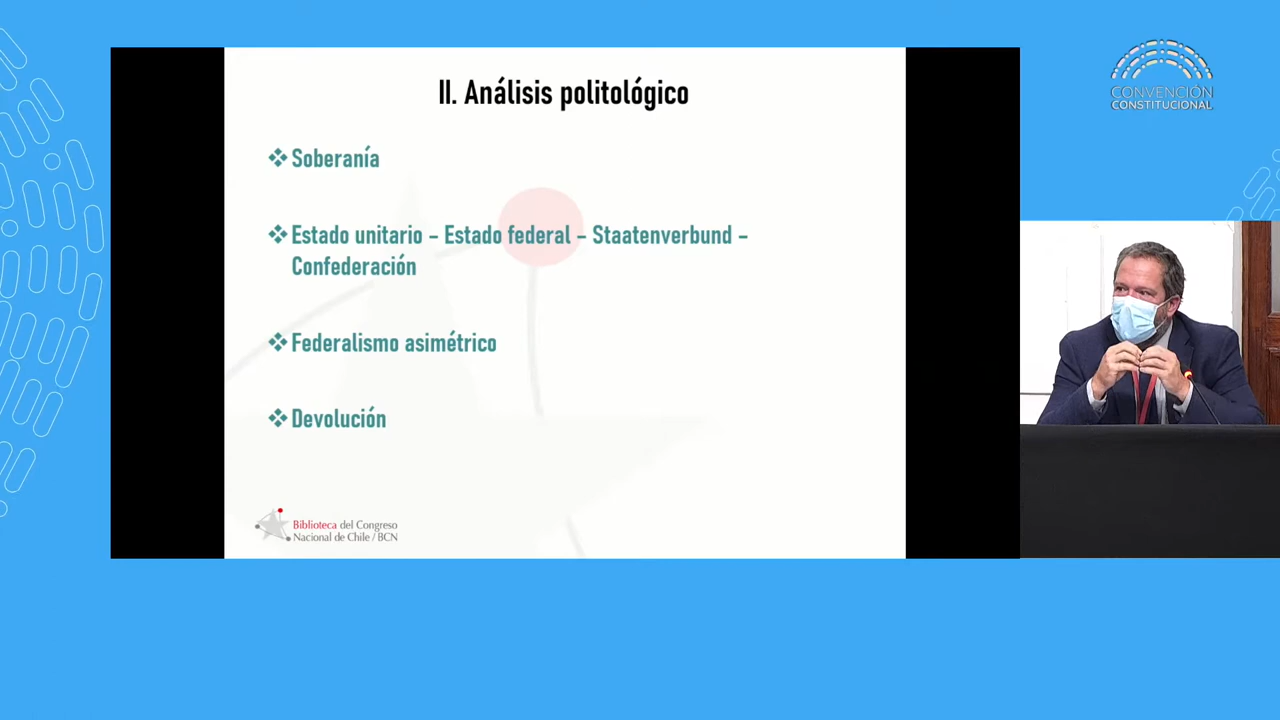 II. Análisis politológico
❖ Soberanía
❖ Estado unitario – Estado federal – Staatenverbund –
Confederación
❖ Federalismo asimétrico
❖ Devolución
Biblioteca del Congreso
Nacional de Chile / BCN
CONVENCIÓN
CONSTITUCIONAL